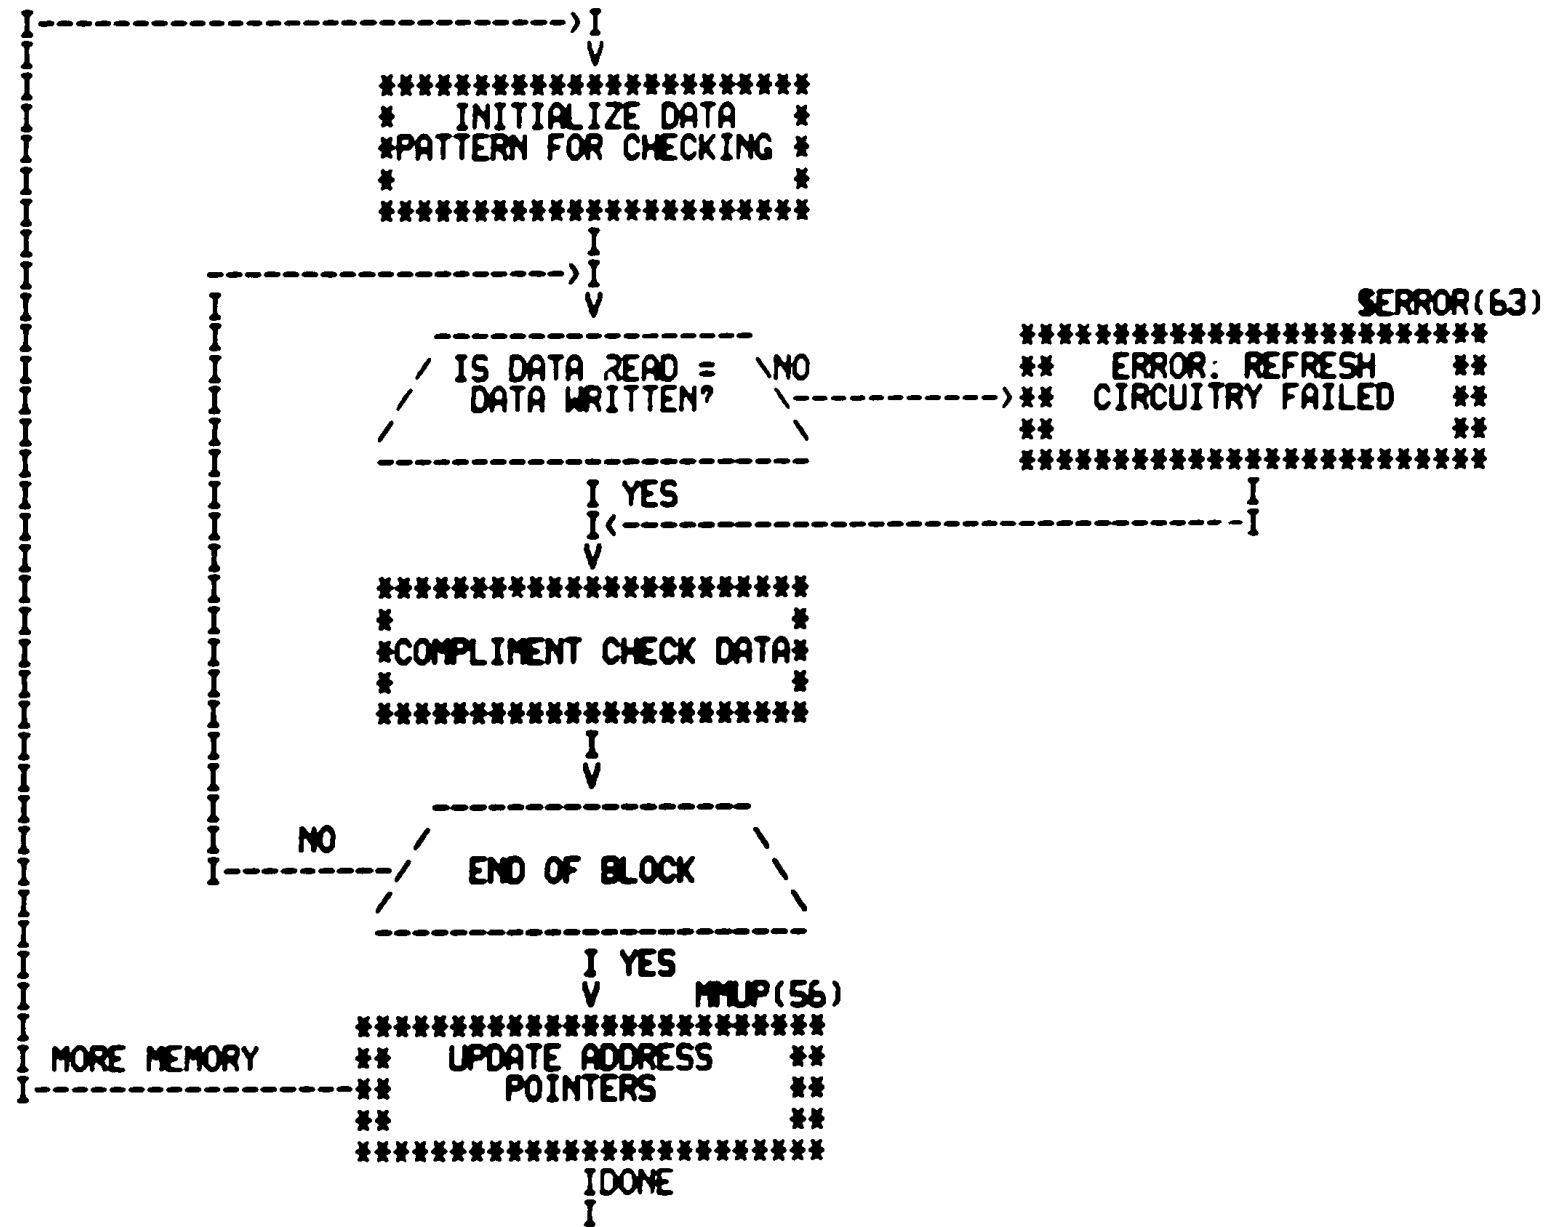 INITIALIZE DATA
PATTERN FOR CHECKING
$ERROR(63)
IS DATA READ = NO
DATA WRITTEN?
ERROR: REFRESH
CIRCUITRY FAILED
YES
COMPLIMENT CHECK DATA
NO
END OF BLOCK
YES
MMUP(56)
MORE MEMORY
UPDATE ADDRESS
POINTERS
DONE